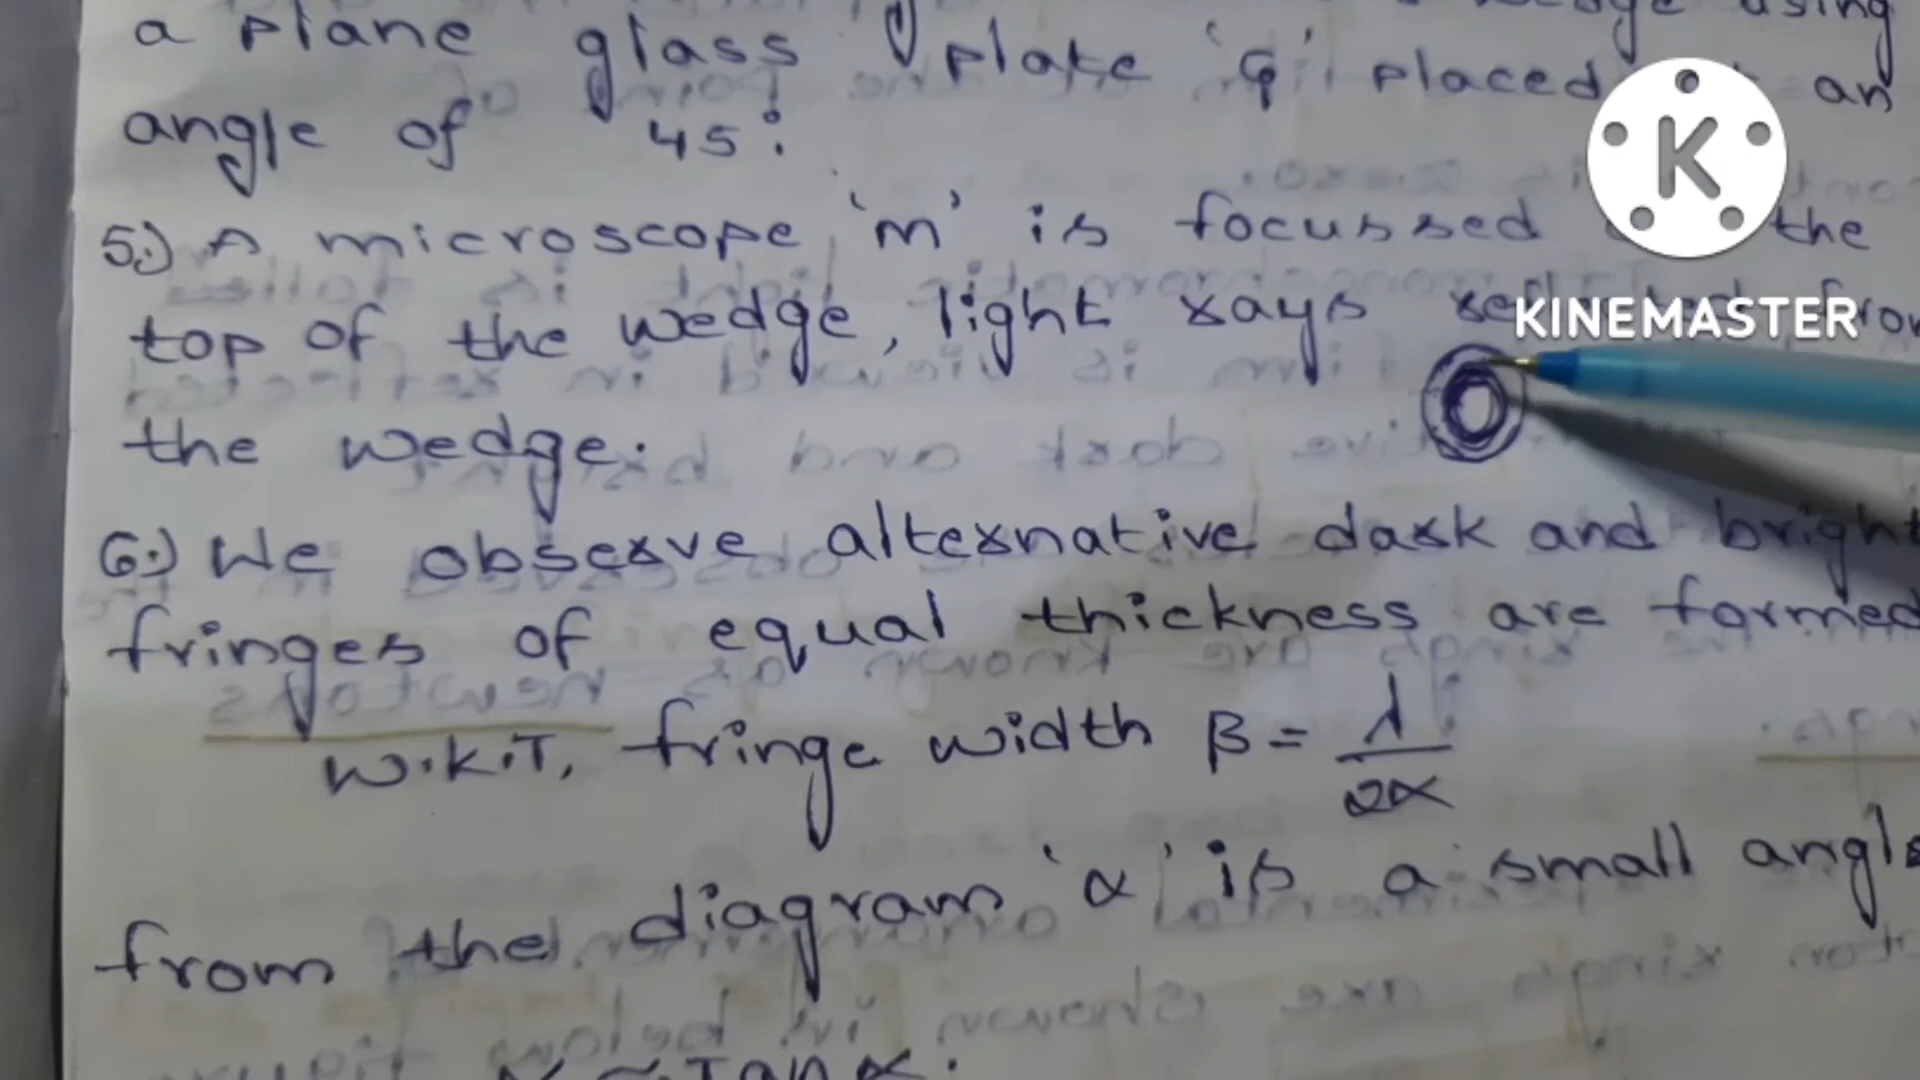 a plane glass plate 'G' placed an
angle of 45°.
5.) A microscope 'm' is focussed the
top of the wedge, light rays
the wedge.
6.) We observe alternative dark and bright
fringes of equal thickness are formed
W.K.T, fringe width β = λ/2α
from the diagram 'α' is a small angle
α ≈ Tanα.
K
KINEMASTER